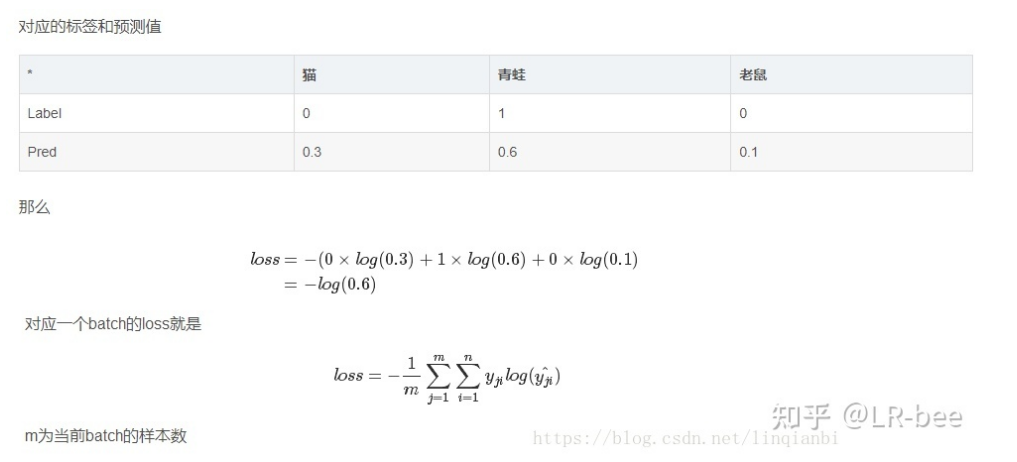 对应的标签和预测值
* 猫 青蛙 老鼠
Label 0 1 0
Pred 0.3 0.6 0.1
那么
loss = −(0 × log(0.3) + 1 × log(0.6) + 0 × log(0.1)
= −log(0.6)
对应一个batch的loss就是
loss = −\frac{1}{m} \sum_{j=1}^{m} \sum_{i=1}^{n} y_{ji} log(\hat{y_{ji}})
m为当前batch的样本数
知乎 @LR-bee
https://blog.csdn.net/linqianbi